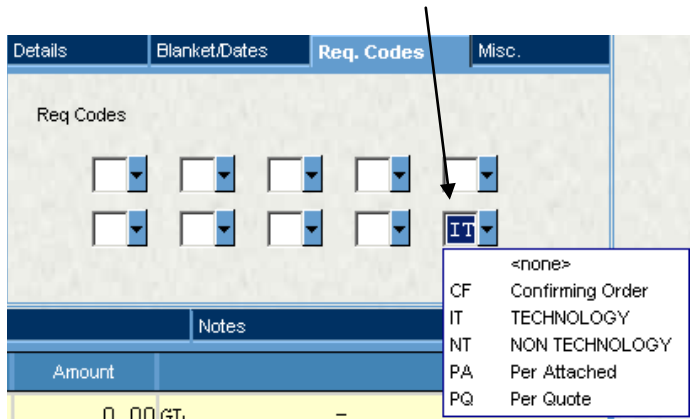 Details Blanket/Dates Req. Codes Misc.
Req Codes
IT
<none>
CF Confirming Order
IT TECHNOLOGY
NT NON TECHNOLOGY
PA Per Attached
PQ Per Quote
Notes
Amount
0.00 GL –